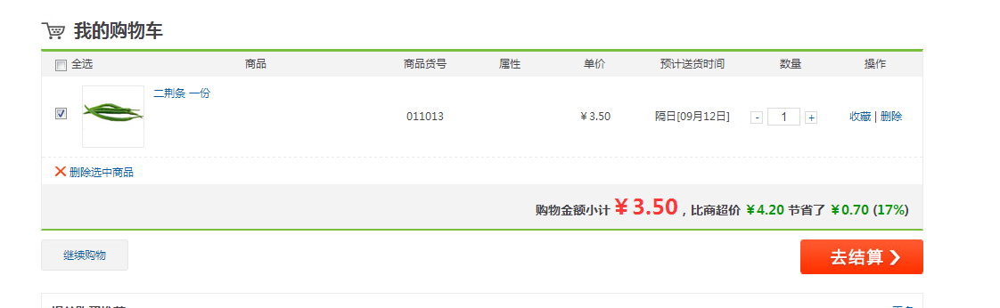 我的购物车
全选 商品 商品货号 属性 单价 预计送货时间 数量 操作
二荆条 一份
011013 ￥3.50 隔日[09月12日] - 1 + 收藏 | 删除
删除选中商品
购物金额小计 ￥3.50，比商超价 ￥4.20 节省了 ￥0.70 (17%)
继续购物 去结算